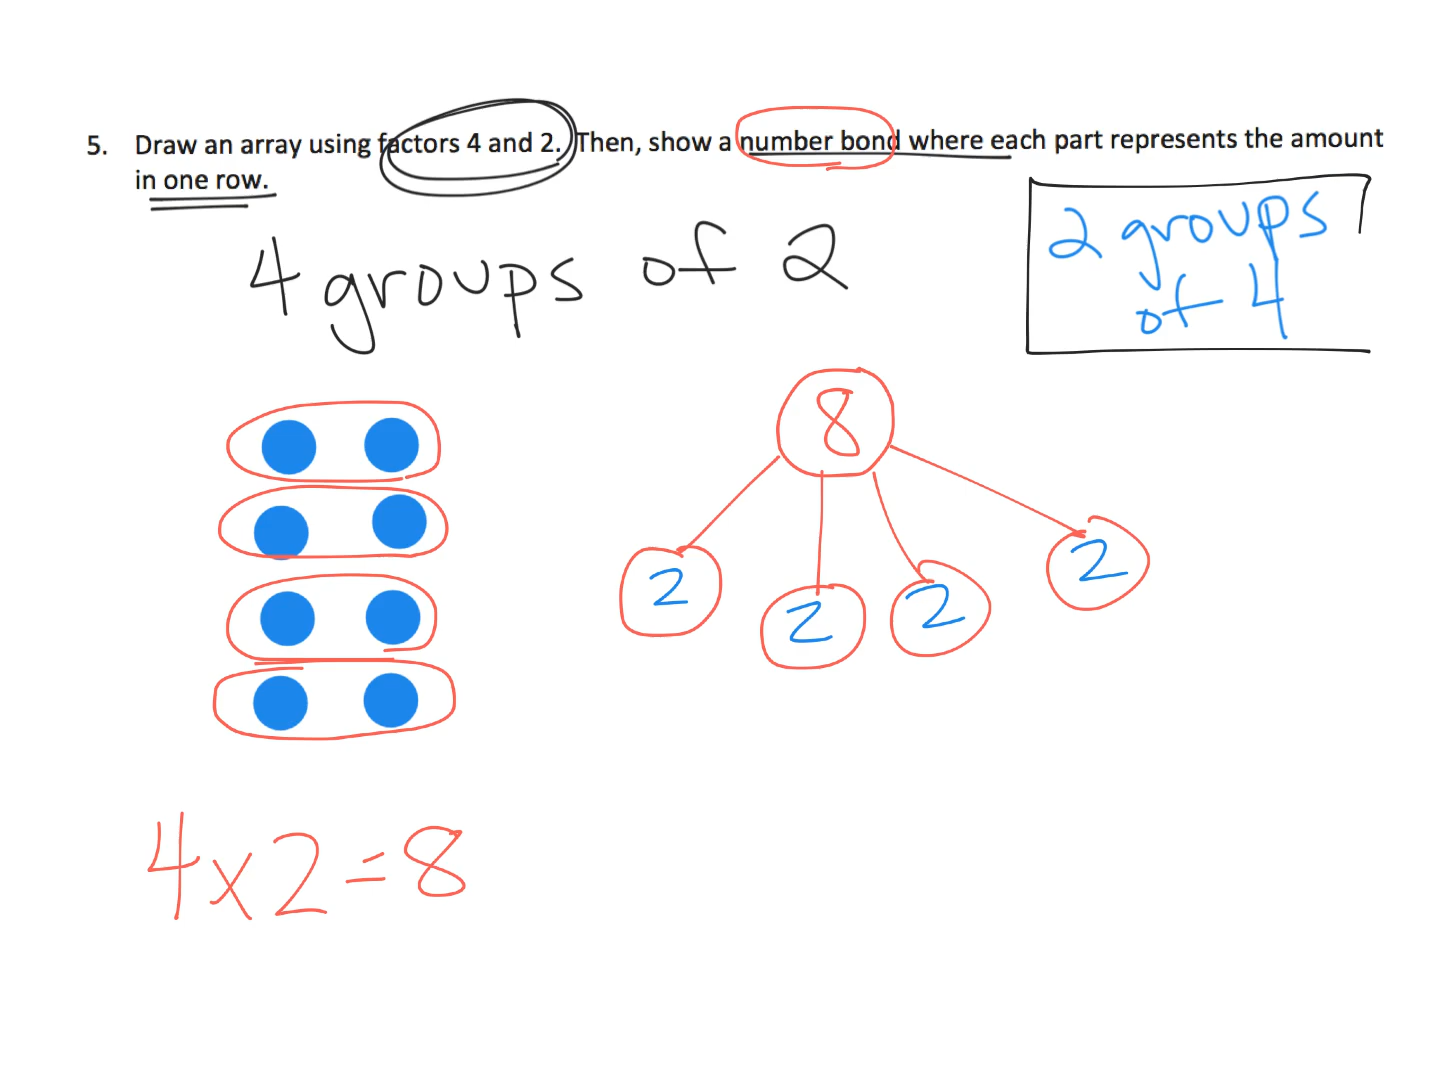 5. Draw an array using factors 4 and 2. Then, show a number bond where each part represents the amount
in one row.
4 groups of 2
2 groups
of 4
8
2 2 2 2
4x2=8